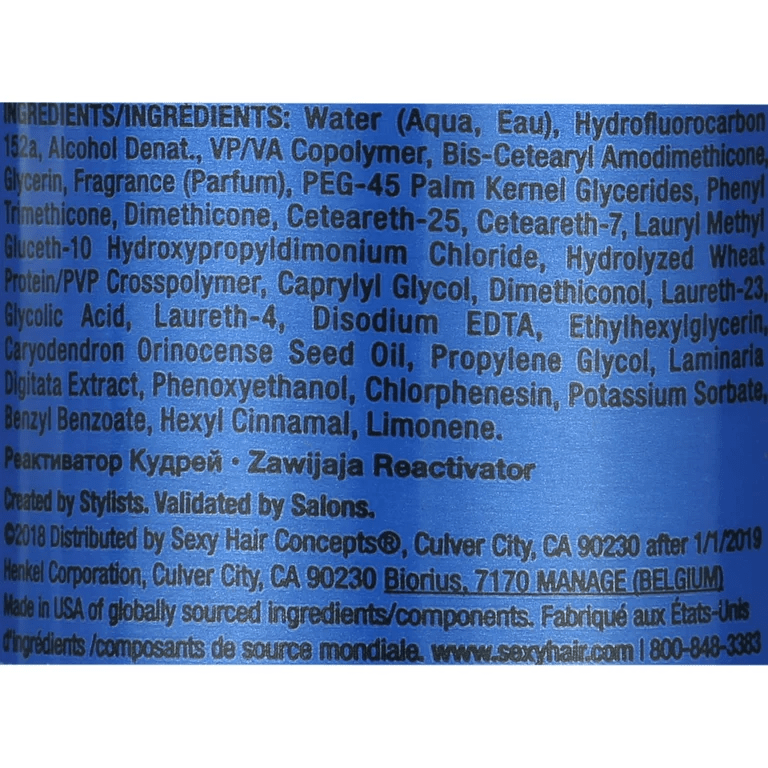 INGREDIENTS/INGRÉDIENTS: Water (Aqua, Eau), Hydrofluorocarbon
152a, Alcohol Denat., VP/VA Copolymer, Bis-Cetearyl Amodimethicone,
Glycerin, Fragrance (Parfum), PEG-45 Palm Kernel Glycerides, Phenyl
Trimethicone, Dimethicone, Ceteareth-25, Ceteareth-7, Lauryl Methyl
Gluceth-10 Hydroxypropyldimonium Chloride, Hydrolyzed Wheat
Protein/PVP Crosspolymer, Caprylyl Glycol, Dimethiconol, Laureth-23,
Glycolic Acid, Laureth-4, Disodium EDTA, Ethylhexylglycerin,
Caryodendron Orinocense Seed Oil, Propylene Glycol, Laminaria
Digitata Extract, Phenoxyethanol, Chlorphenesin, Potassium Sorbate,
Benzyl Benzoate, Hexyl Cinnamal, Limonene.
Реактиватор Кудрей • Zawijaja Reactivator
Created by Stylists. Validated by Salons.
©2018 Distributed by Sexy Hair Concepts®, Culver City, CA 90230 after 1/1/2019
Henkel Corporation, Culver City, CA 90230 Biorius, 7170 MANAGE (BELGIUM)
Made in USA of globally sourced ingredients/components. Fabriqué aux États-Unis
d'ingrédients /composants de source mondiale. www.sexyhair.com | 800-848-3383